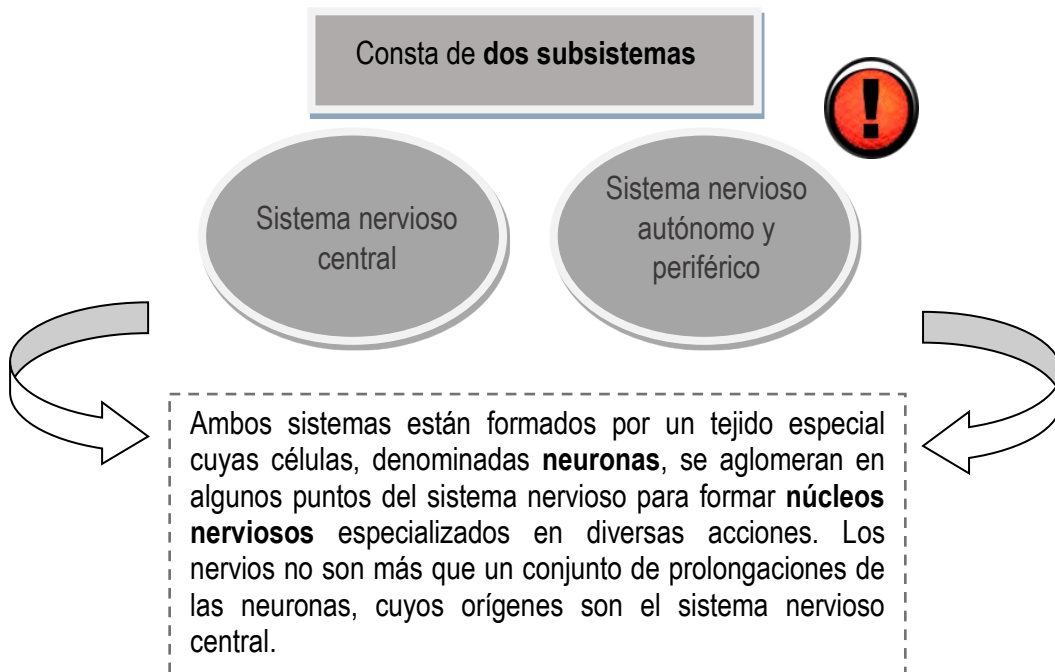 Consta de dos subsistemas
!
Sistema nervioso
central
Sistema nervioso
autónomo y
periférico
Ambos sistemas están formados por un tejido especial
cuyas células, denominadas neuronas, se aglomeran en
algunos puntos del sistema nervioso para formar núcleos
nerviosos especializados en diversas acciones. Los
nervios no son más que un conjunto de prolongaciones de
las neuronas, cuyos orígenes son el sistema nervioso
central.